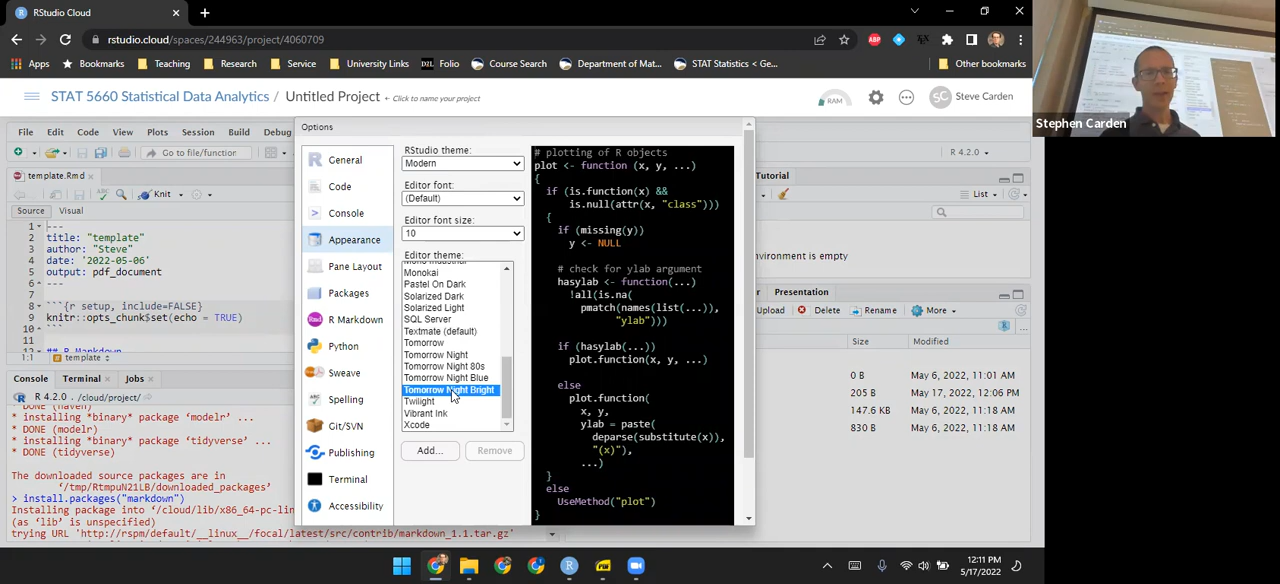 RStudio Cloud
rstudio.cloud/spaces/244963/project/4060709
ABP
Apps
Bookmarks
Teaching
Research
Service
University Links
D2L Folio
Course Search
Department of Mat...
STAT Statistics < Ge...
Other bookmarks
STAT 5660 Statistical Data Analytics / Untitled Project
Click to name your project
RAM
SC Steve Carden
Stephen Carden
File Edit Code View Plots Session Build Debug
Go to file/function
R 4.2.0
template.Rmd
Knit
Source Visual
1 ---
2 title: "template"
3 author: "Steve"
4 date: '2022-05-06'
5 output: pdf_document
6 ---
7
8 ```{r setup, include=FALSE}
9 knitr::opts_chunk$set(echo = TRUE)
10 ```
11
1:1 template
Console Terminal Jobs
R 4.2.0 . /cloud/project/
* installing *binary* package ‘modelr’ ...
* DONE (modelr)
* installing *binary* package ‘tidyverse’ ...
* DONE (tidyverse)
The downloaded source packages are in
‘/tmp/RtmpuN21LB/downloaded_packages’
> install.packages("markdown")
Installing package into ‘/cloud/lib/x86_64-pc-lin
(as ‘lib’ is unspecified)
trying URL 'http://rspm/default/__linux__/focal/latest/src/contrib/markdown_1.1.tar.gz'
Options
General
Code
Console
Appearance
Pane Layout
Packages
R Markdown
Python
Sweave
Spelling
Git/SVN
Publishing
Terminal
Accessibility
RStudio theme:
Modern
Editor font:
(Default)
Editor font size:
10
Editor theme:
Monokai
Pastel On Dark
Solarized Dark
Solarized Light
SQL Server
Textmate (default)
Tomorrow
Tomorrow Night
Tomorrow Night 80s
Tomorrow Night Blue
Tomorrow Night Bright
Twilight
Vibrant Ink
Xcode
Add...
Remove
# plotting of R objects
plot <- function (x, y, ...)
{
if (is.function(x) &&
is.null(attr(x, "class")))
{
if (missing(y))
y <- NULL
# check for ylab argument
hasylab <- function(...)
!all(is.na(
pmatch(names(list(...)),
"ylab")))
if (hasylab(...))
plot.function(x, y, ...)
else
plot.function(
x, y,
ylab = paste(
deparse(substitute(x)),
"(x)"),
...)
}
else
UseMethod("plot")
}
Tutorial
List
nvironment is empty
Presentation
Upload
Delete
Rename
More
Size Modified
0 B May 6, 2022, 11:01 AM
205 B May 17, 2022, 12:06 PM
147.6 KB May 6, 2022, 11:18 AM
830 B May 6, 2022, 11:18 AM
12:11 PM
5/17/2022